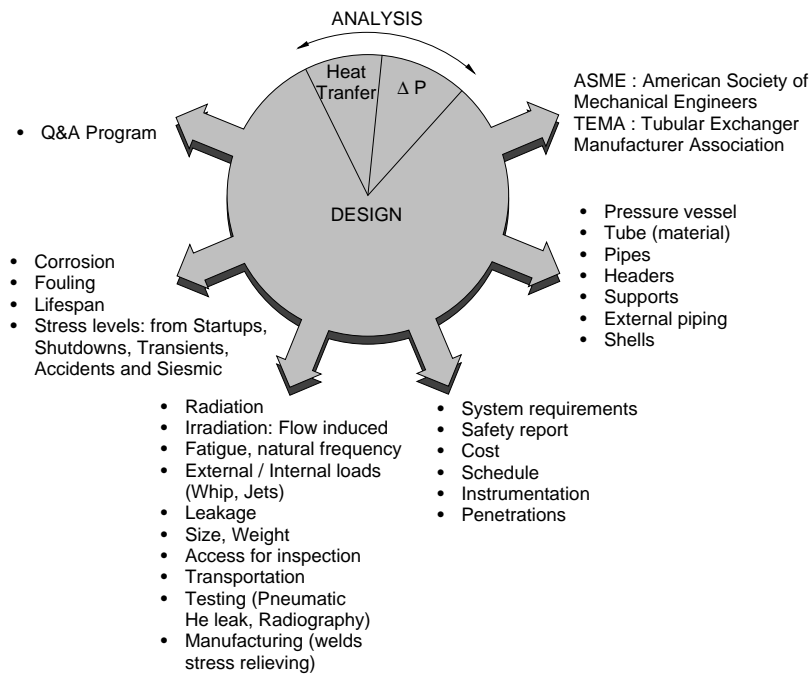 ANALYSIS
Heat
Tranfer
Δ P
DESIGN
ASME : American Society of
Mechanical Engineers
TEMA : Tubular Exchanger
Manufacturer Association
• Pressure vessel
• Tube (material)
• Pipes
• Headers
• Supports
• External piping
• Shells
• System requirements
• Safety report
• Cost
• Schedule
• Instrumentation
• Penetrations
• Radiation
• Irradiation: Flow induced
• Fatigue, natural frequency
• External / Internal loads
(Whip, Jets)
• Leakage
• Size, Weight
• Access for inspection
• Transportation
• Testing (Pneumatic
He leak, Radiography)
• Manufacturing (welds
stress relieving)
• Corrosion
• Fouling
• Lifespan
• Stress levels: from Startups,
Shutdowns, Transients,
Accidents and Siesmic
• Q&A Program